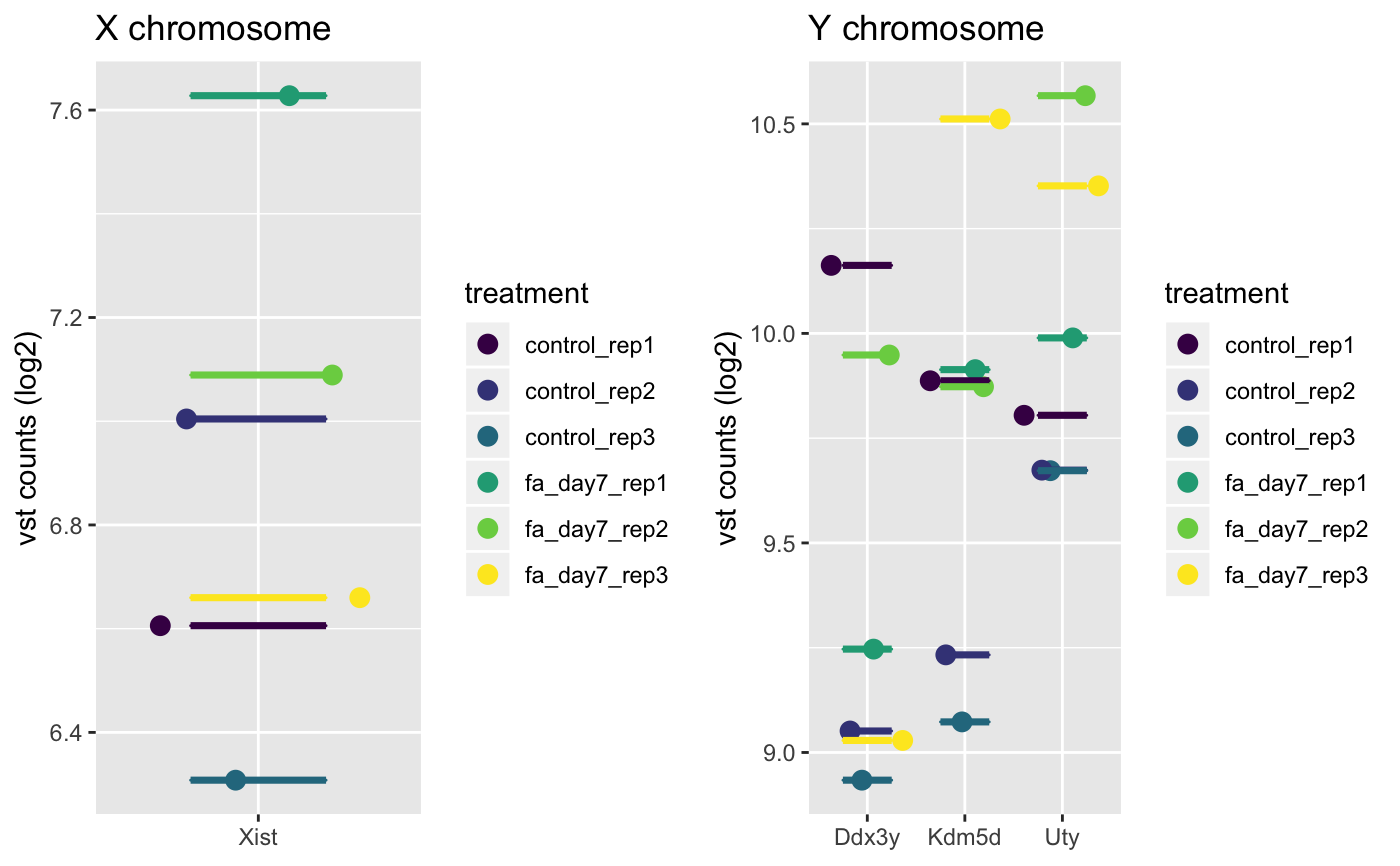 X chromosome
vst counts (log2)
7.6
7.2
6.8
6.4
Xist
treatment
control_rep1
control_rep2
control_rep3
fa_day7_rep1
fa_day7_rep2
fa_day7_rep3
Y chromosome
vst counts (log2)
10.5
10.0
9.5
9.0
Ddx3y Kdm5d Uty
treatment
control_rep1
control_rep2
control_rep3
fa_day7_rep1
fa_day7_rep2
fa_day7_rep3